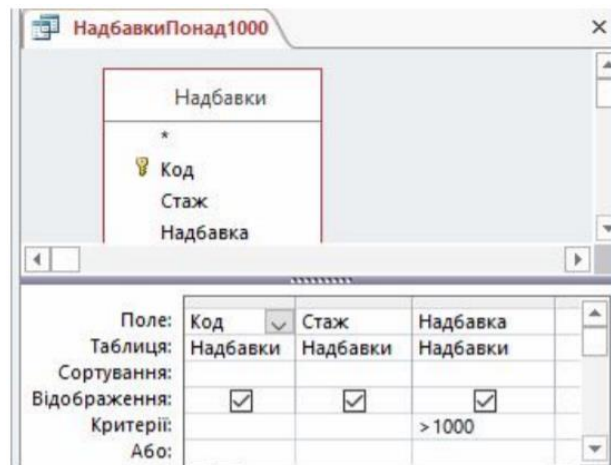 НадбавкиПонад1000
Надбавки
*
Код
Стаж
Надбавка
Поле: Код Стаж Надбавка
Таблиця: Надбавки Надбавки Надбавки
Сортування:
Відображення:
Критерії: >1000
Або: